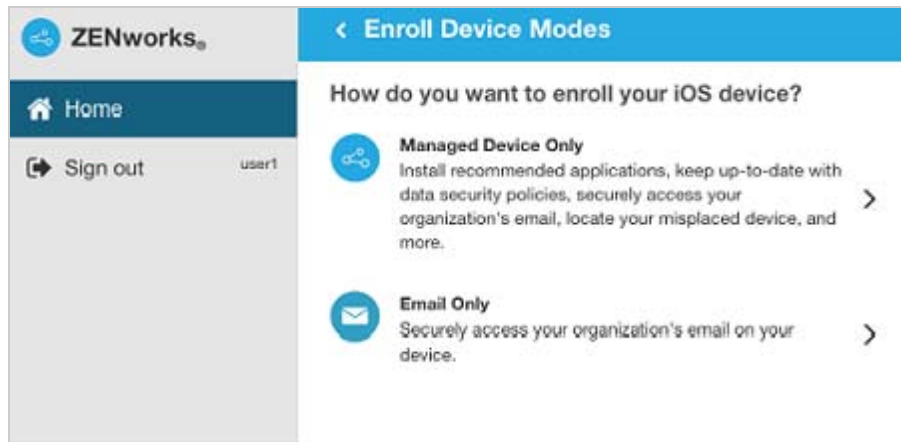 ZENworks®
Home
Sign out
user1
Enroll Device Modes
How do you want to enroll your iOS device?
Managed Device Only
Install recommended applications, keep up-to-date with
data security policies, securely access your
organization's email, locate your misplaced device, and
more.
Email Only
Securely access your organization's email on your
device.